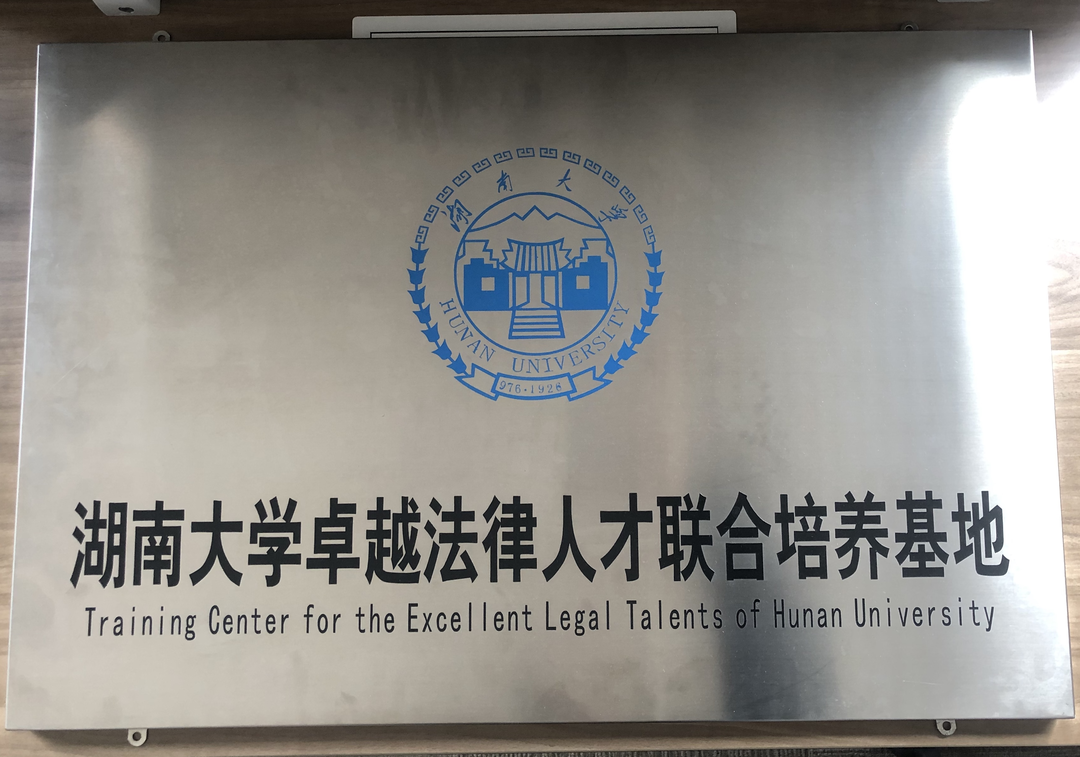 湖南大学
HUNAN UNIVERSITY
976·1926
湖南大学卓越法律人才联合培养基地
Training Center for the Excellent Legal Talents of Hunan University